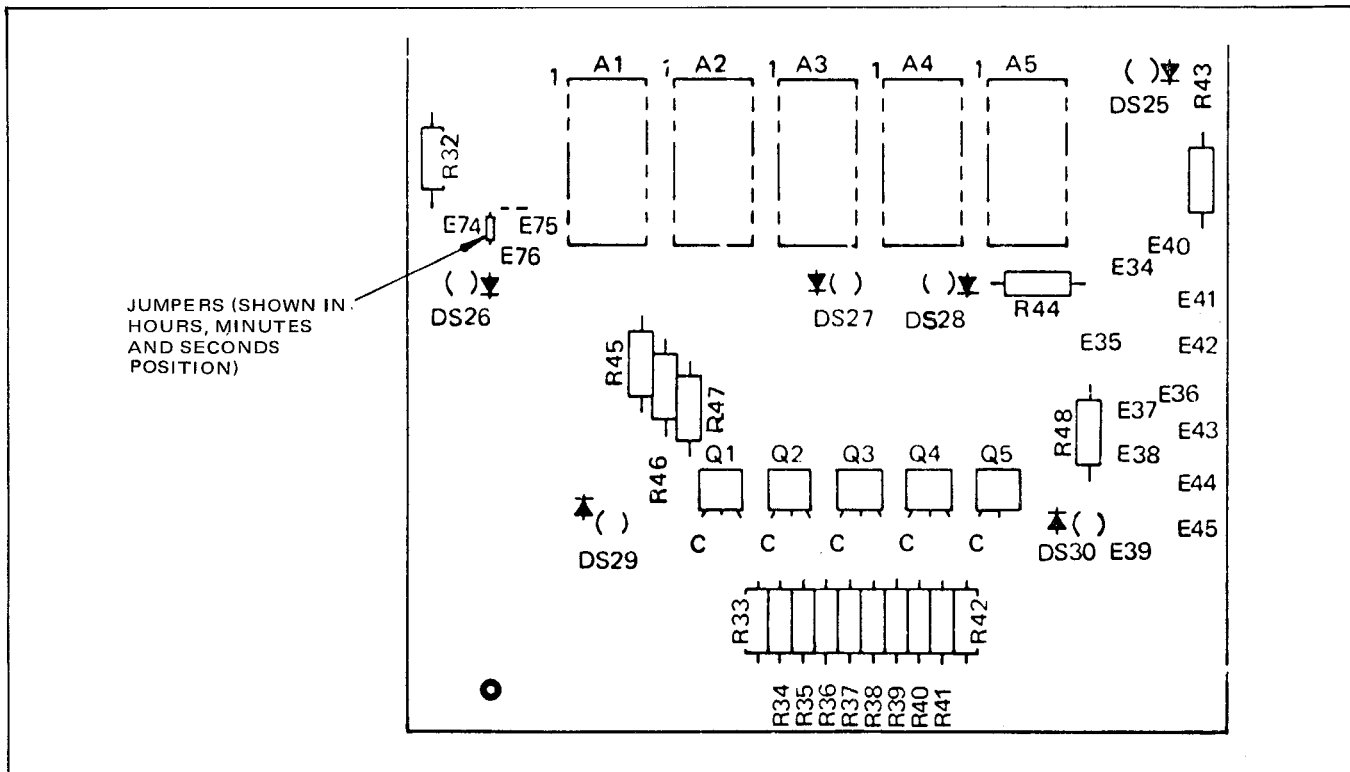 1 A1 1 A2 1 A3 1 A4 1 A5
DS25
R43
R32
E74 E75
E76
E40
E34
DS26
DS27
DS28
R44
E41
JUMPERS (SHOWN IN
HOURS, MINUTES
AND SECONDS
POSITION)
E35
E42
R45
R47
R46
R48
E36
E37
E43
E38
Q1 Q2 Q3 Q4 Q5
E44
E45
DS29
C C C C C
DS30 E39
R33
R42
R34
R35
R36
R37
R38
R39
R40
R41